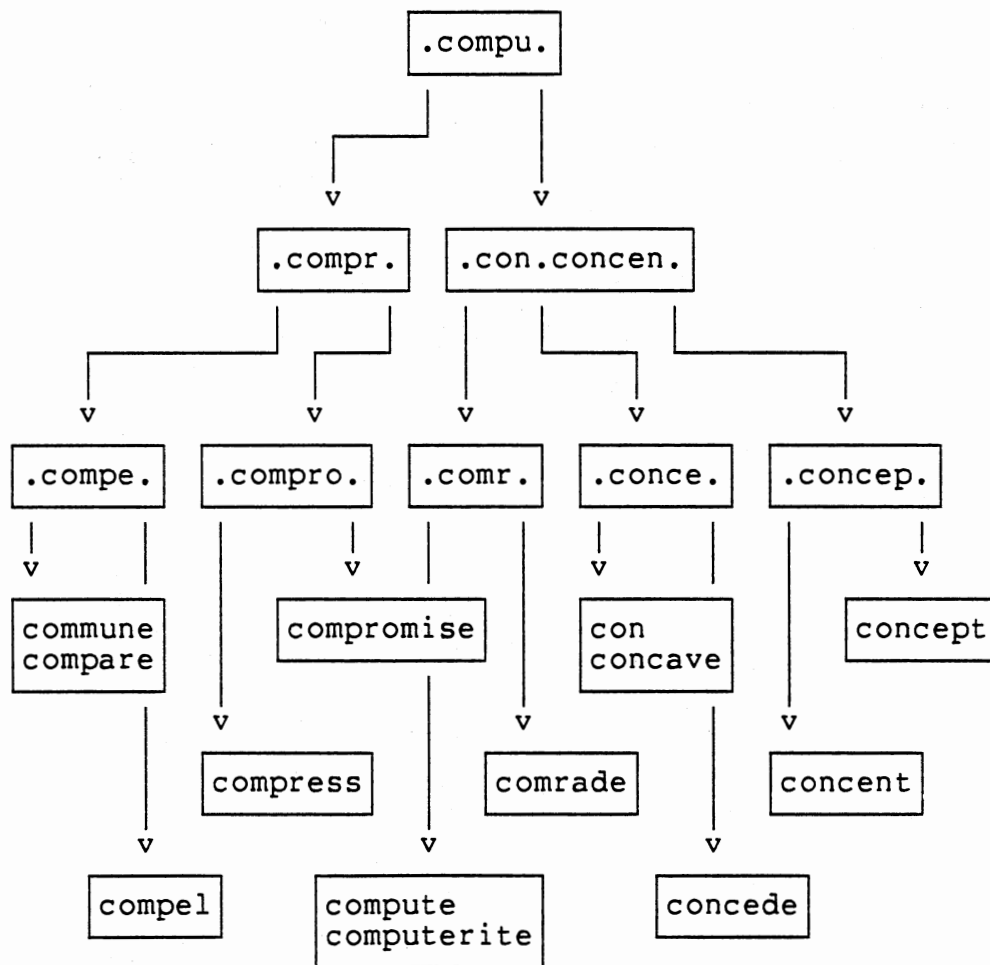 .compu.
.compr.
.con.concen.
.compe.
.compro.
.comr.
.conce.
.concep.
commune
compare
compromise
con
concave
concept
compress
comrade
concent
compel
compute
computerite
concede